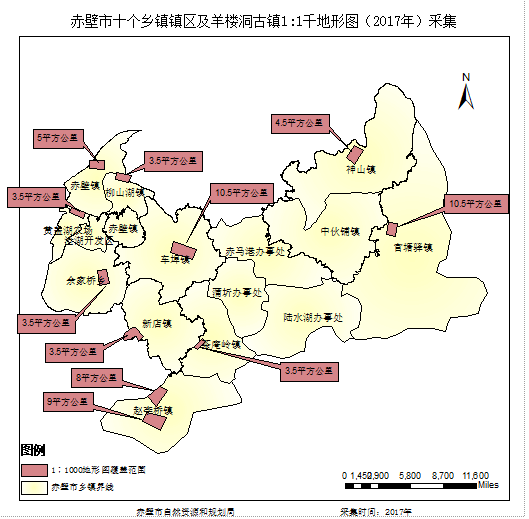 赤壁市十个乡镇镇区及羊楼洞古镇1:1千地形图（2017年）采集
N
4.5平方公里
5平方公里
3.5平方公里
神山镇
赤壁镇
柳山湖镇
3.5平方公里
10.5平方公里
10.5平方公里
黄盖湖农场
赤壁镇
中伙铺镇
官塘驿镇
车埠镇
赤马港办事处
余家桥乡
蒲圻办事处
3.5平方公里
新店镇
陆水湖办事处
3.5平方公里
茶庵岭镇
3.5平方公里
8平方公里
9平方公里
赵李桥镇
图例
1：1000地形图覆盖范围
赤壁市乡镇界线
0 1,450 2,900 5,800 8,700 11,600
Miles
赤壁市自然资源和规划局
采集时间：2017年